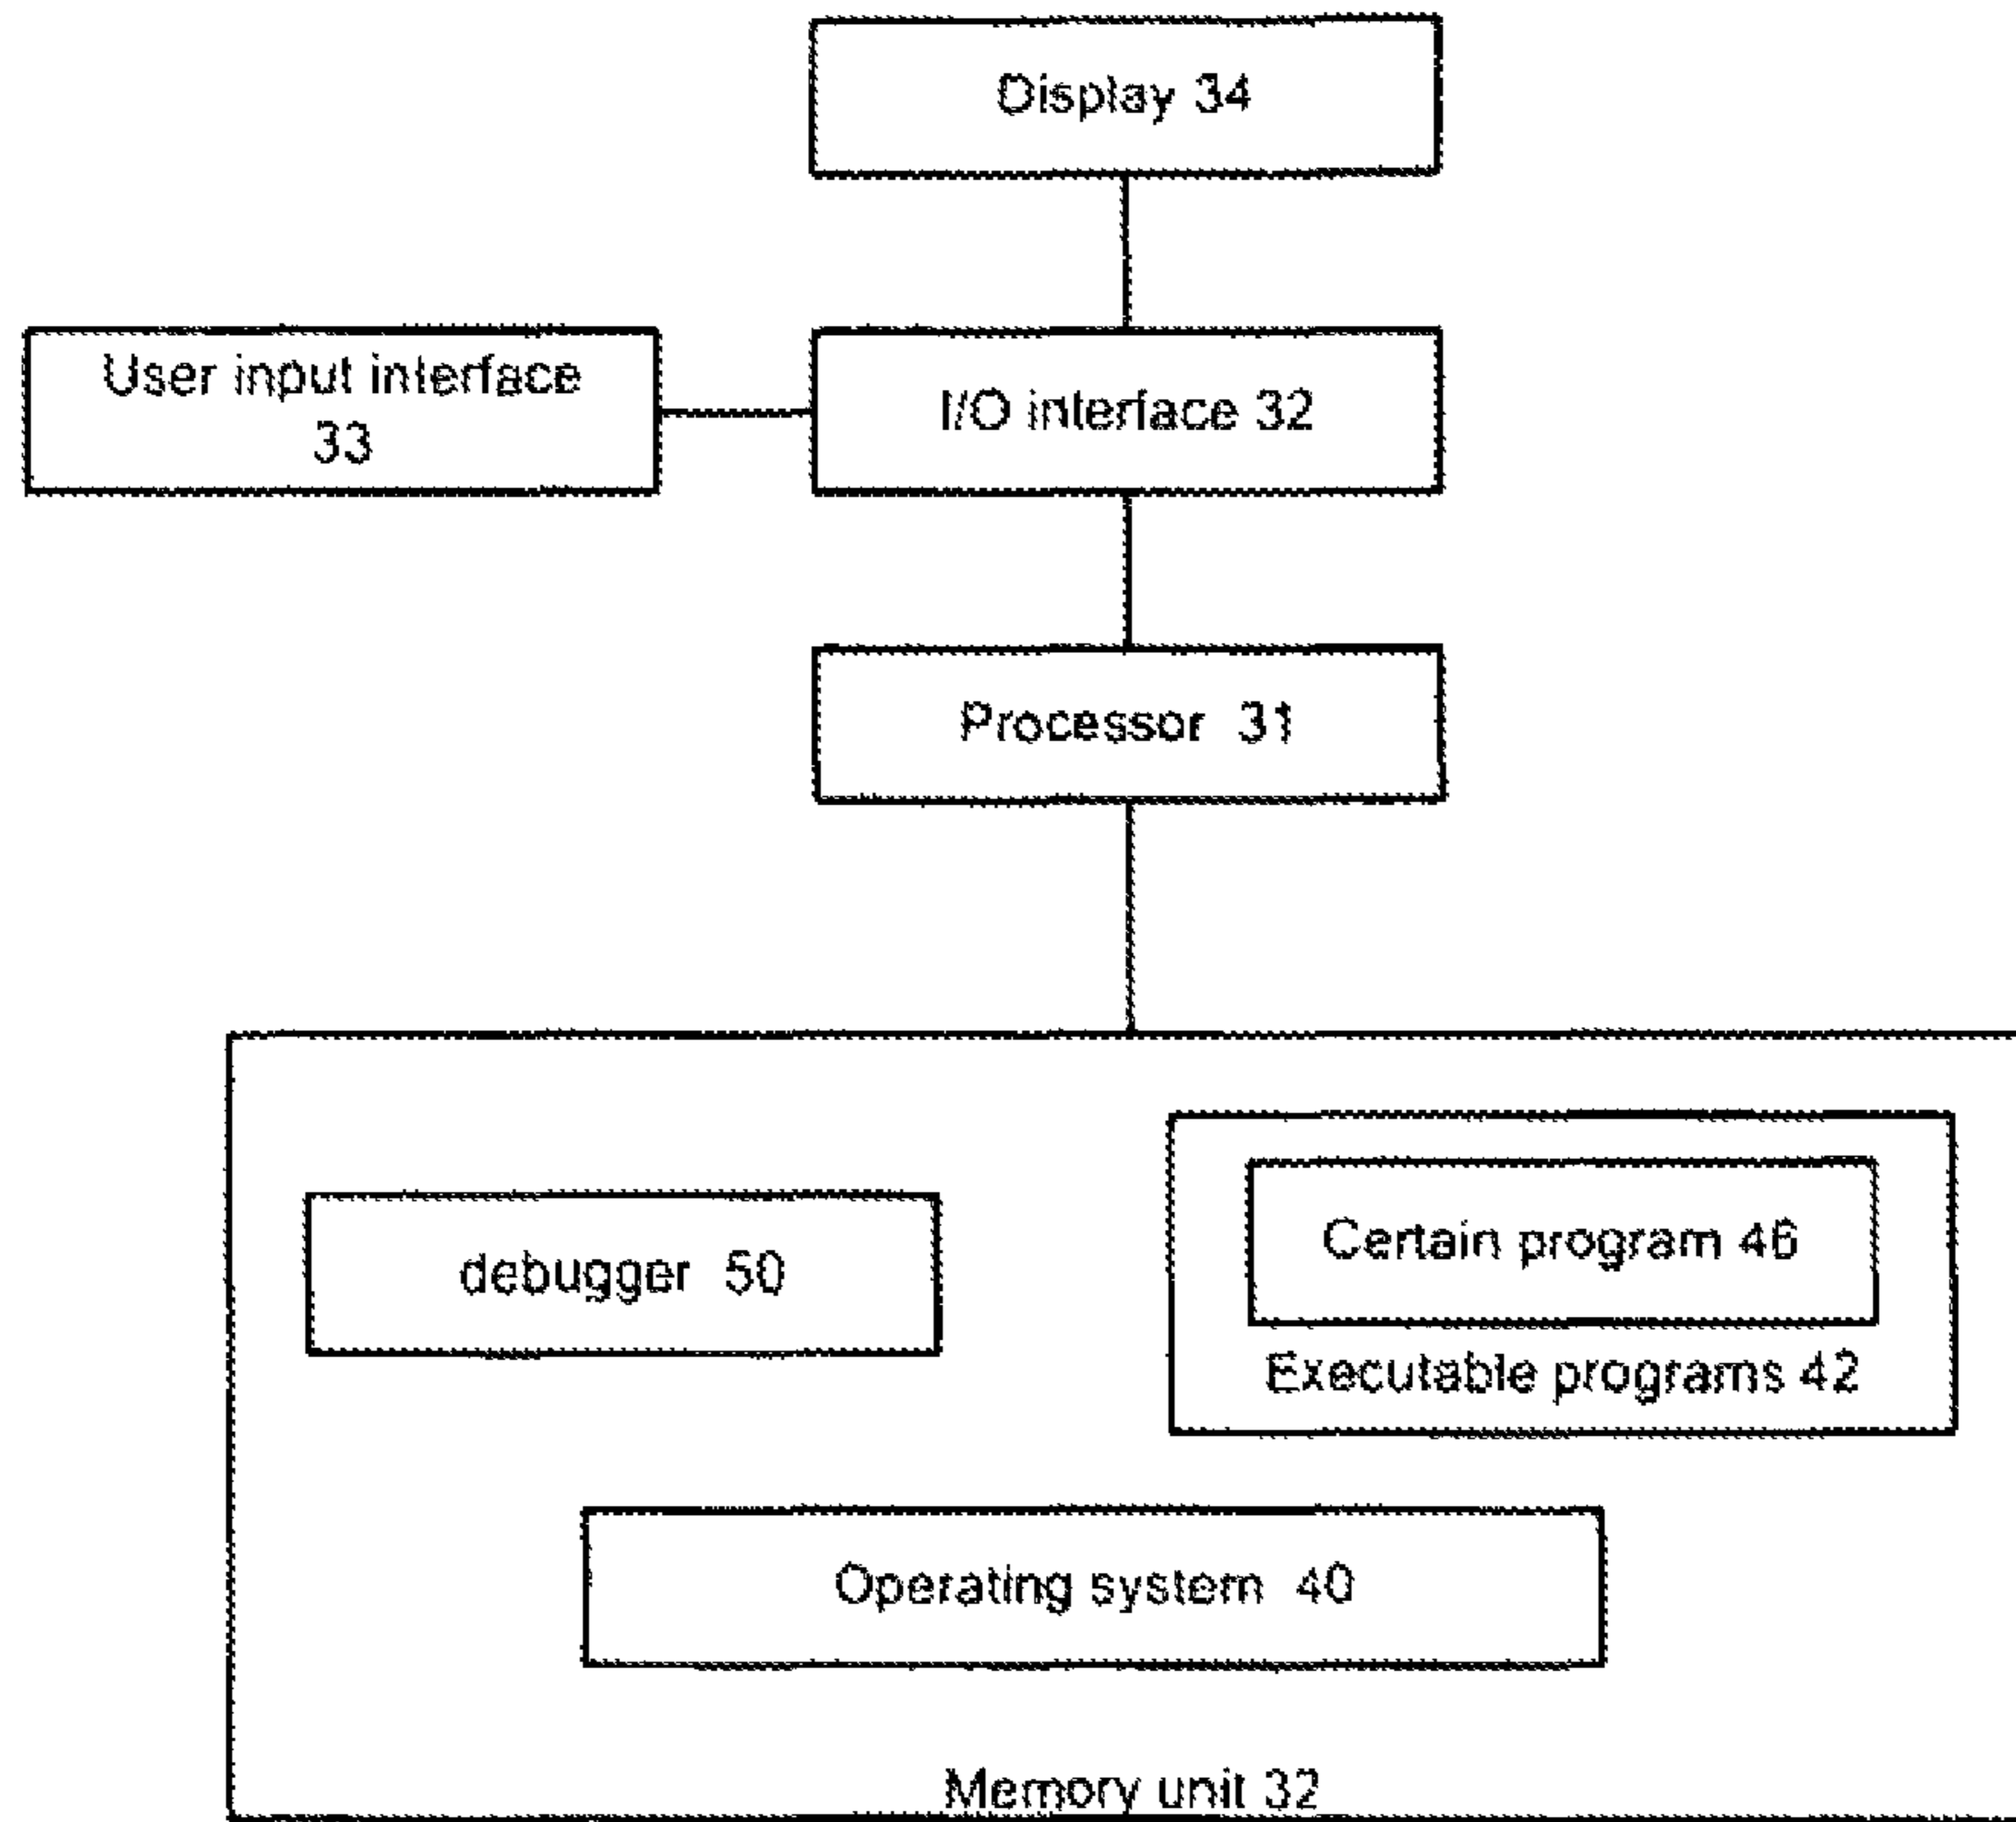 Display 34
User input interface
33
I/O interface 32
Processor 31
debugger 50
Certain program 46
Executable programs 42
Operating system 40
Memory unit 32